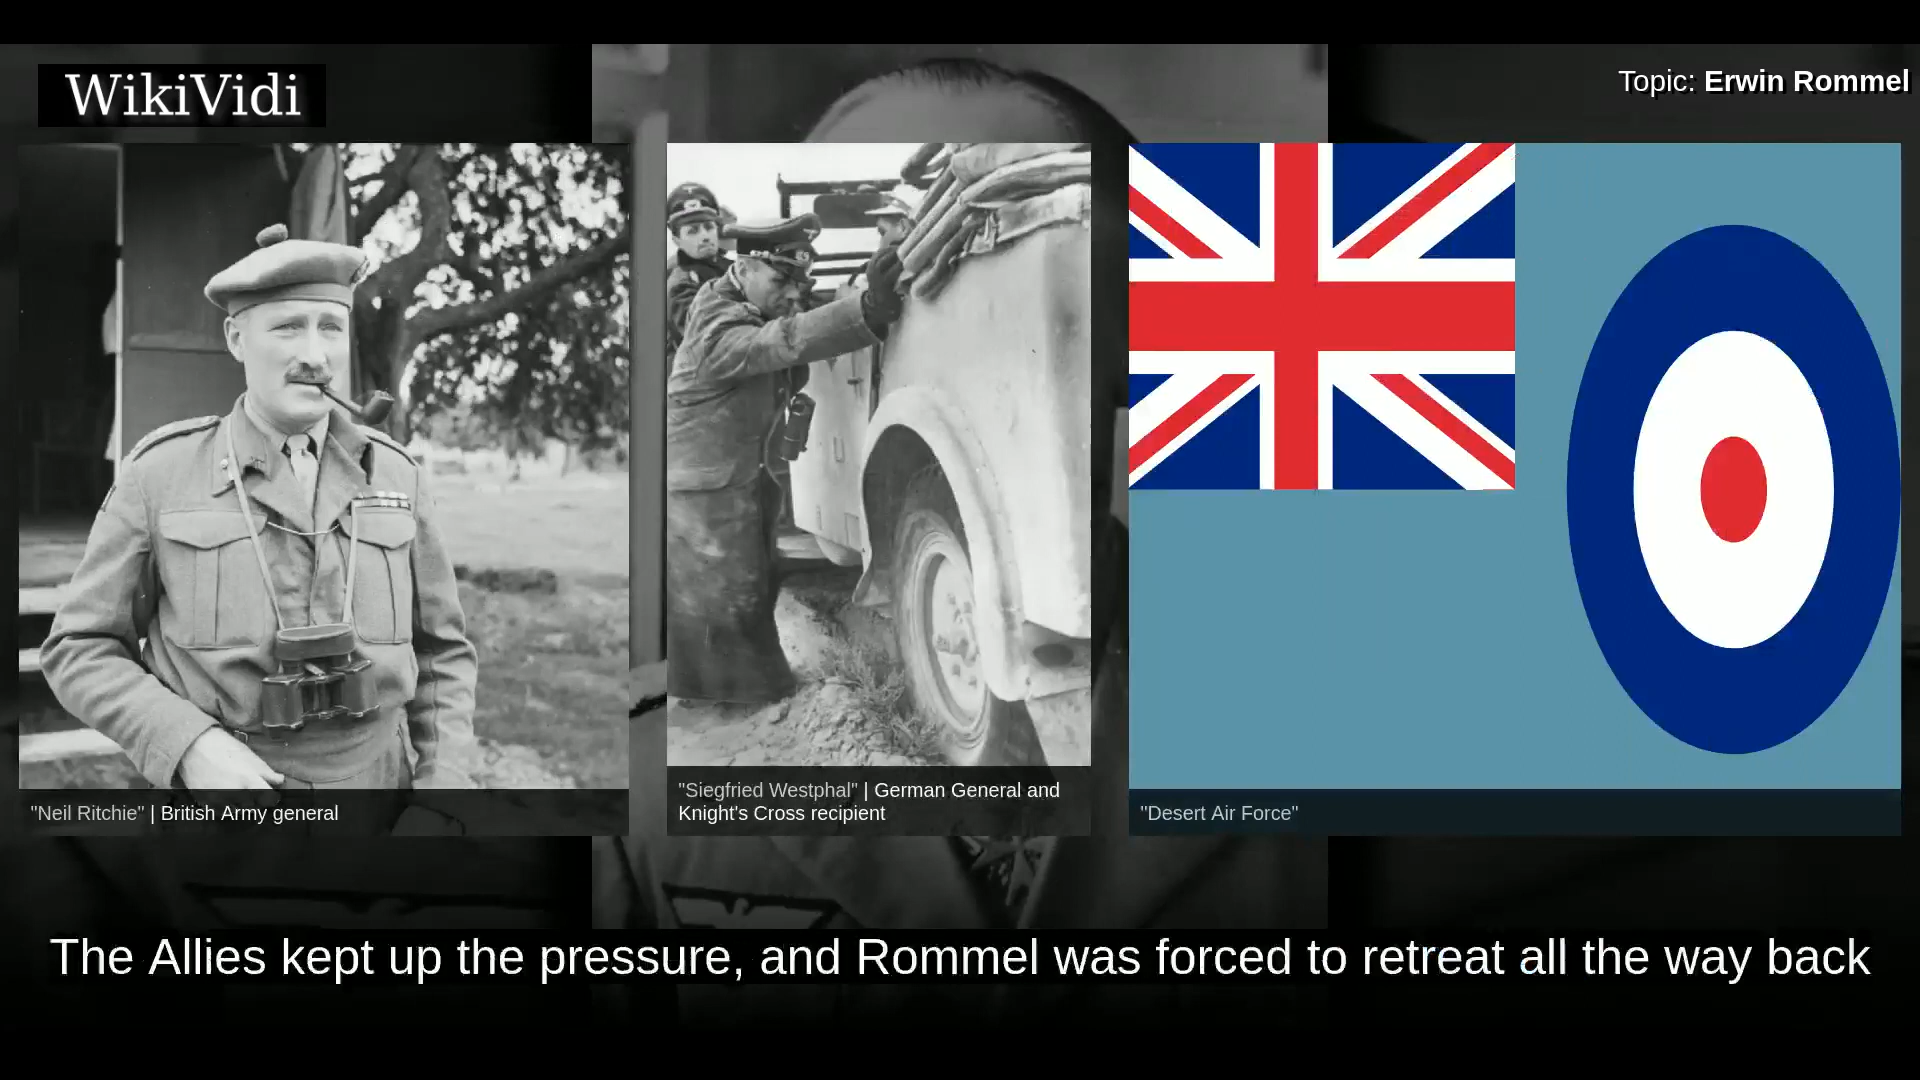 WikiVidi
Topic: Erwin Rommel
"Neil Ritchie" | British Army general
"Siegfried Westphal" | German General and
Knight's Cross recipient
"Desert Air Force"
The Allies kept up the pressure, and Rommel was forced to retreat all the way back